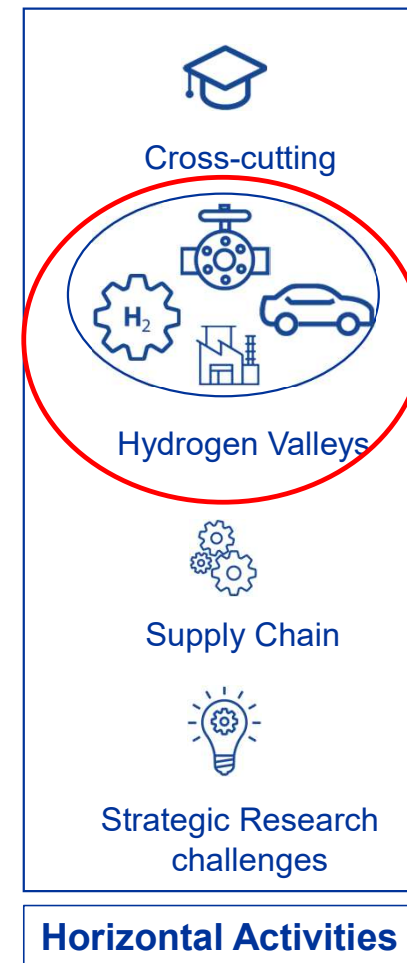 Cross-cutting
H₂
Hydrogen Valleys
Supply Chain
Strategic Research
challenges
Horizontal Activities